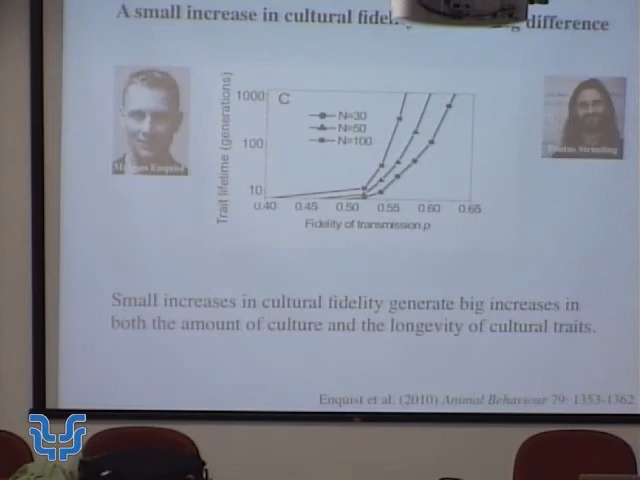 A small increase in cultural difference
C
N=30
N=50
N=100
1000
100
10
Trait lifetime (generations)
0.40 0.45 0.50 0.55 0.60 0.65
Fidelity of transmission p
Enquist
Small increases in cultural fidelity generate big increases in
both the amount of culture and the longevity of cultural traits.
Enquist et al. (2010) Animal Behaviour 79: 1353-1362